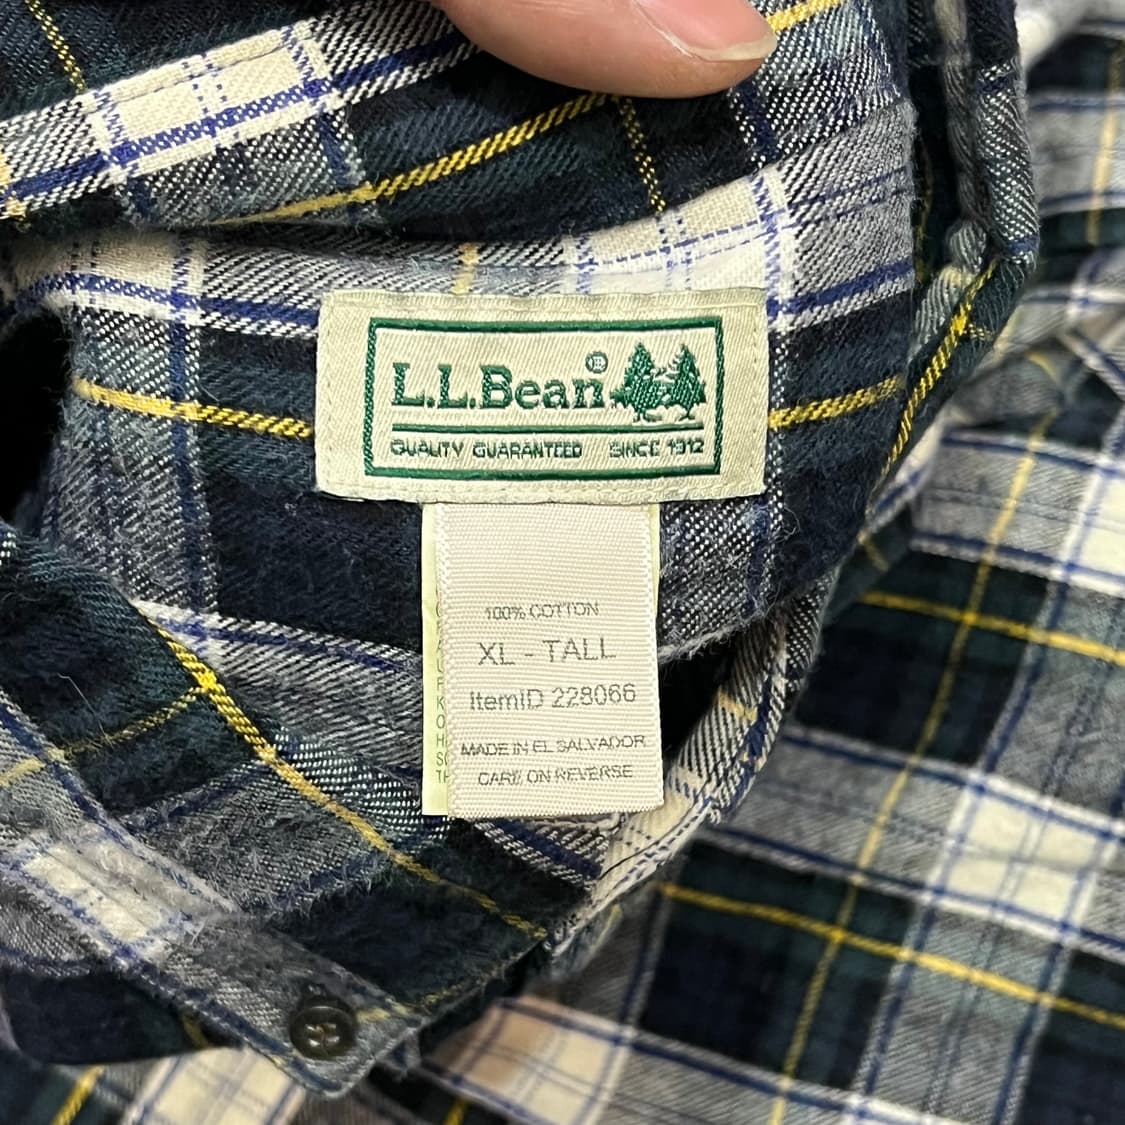 L.L.Bean®
QUALITY GUARANTEED SINCE 1912
100% COTTON
XL - TALL
ItemID 228066
MADE IN EL SALVADOR
CARE ON REVERSE